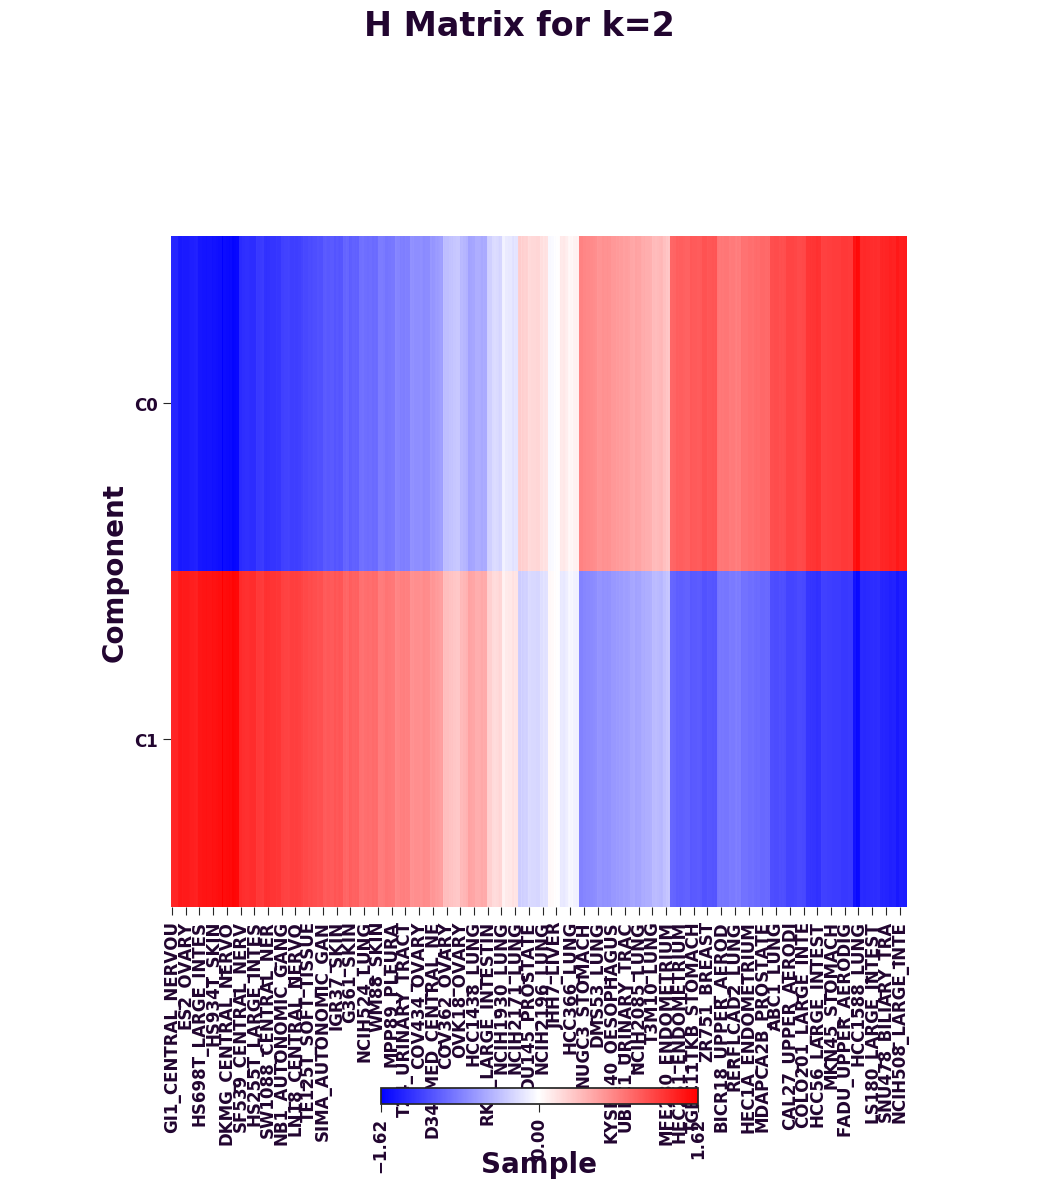 H Matrix for k=2
Component
C0
C1
GI1_CENTRAL_NERVOU
ES2_OVARY
HS698T_LARGE_INTES
HS934T_SKIN
DKMG_CENTRAL_NERVO
SF539_CENTRAL_NERV
HS255T_LARGE_INTES
SW1088_CENTRAL_NER
NB1_AUTONOMIC_GANG
LN18_CENTRAL_NERVO
TE125T_SOFT_TISSUE
SIMA_AUTONOMIC_GAN
IGR37_SKIN
G361_SKIN
NCIH524_LUNG
WM88_SKIN
MPP89_PLEURA
URINARY_TRACT
COV434_OVARY
COV362_OVARY
OVK18_OVARY
HCC1438_LUNG
LARGE_INTESTIN
NCIH1930_LUNG
NCIH2171_LUNG
DU145_PROSTATE
NCIH2196_LUNG
JHH7_LIVER
HCC366_LUNG
NUGC3_STOMACH
DMS53_LUNG
URINARY_TRAC
NCIH2085_LUNG
T3M10_LUNG
ZR751_BREAST
BICR18_UPPER_AEROD
RERFLCAD2_LUNG
HEC1A_ENDOMETRIUM
MDAPCA2B_PROSTATE
ABC1_LUNG
CAL27_UPPER_AERODI
COLO201_LARGE_INTE
HCC56_LARGE_INTEST
MKN45_STOMACH
FADU_UPPER_AERODIG
HCC1588_LUNG
LS180_LARGE_INTEST
SNU478_BILIARY_TRA
NCIH508_LARGE_INTE
−1.62
0.00
1.62
Sample